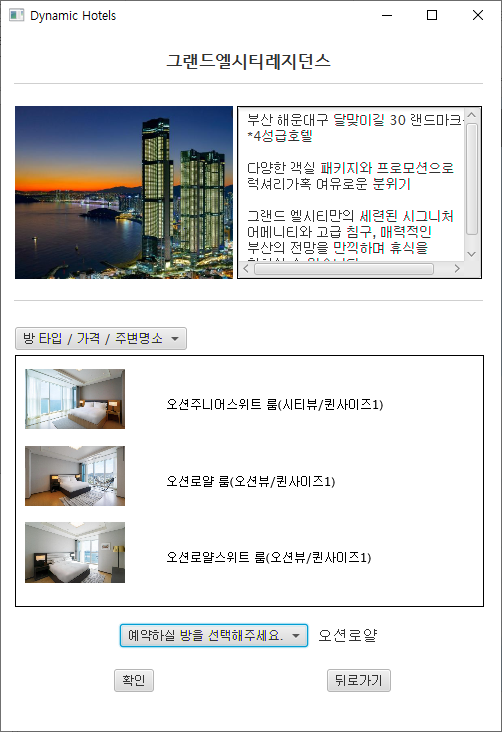 Dynamic Hotels
그랜드엘시티레지던스
부산 해운대구 달맞이길 30 랜드마크
*4성급호텔
다양한 객실 패키지와 프로모션으로
럭셔리가족 여유로운 분위기
그랜드 엘시티만의 세련된 시그니처
어메니티와 고급 침구, 매력적인
부산의 전망을 만끽하며 휴식을
방 타입 / 가격 / 주변명소
오션주니어스위트 룸(시티뷰/퀸사이즈1)
오션로얄 룸(오션뷰/퀸사이즈1)
오션로얄스위트 룸(오션뷰/퀸사이즈1)
예약하실 방을 선택해주세요. 오션로얄
확인 뒤로가기